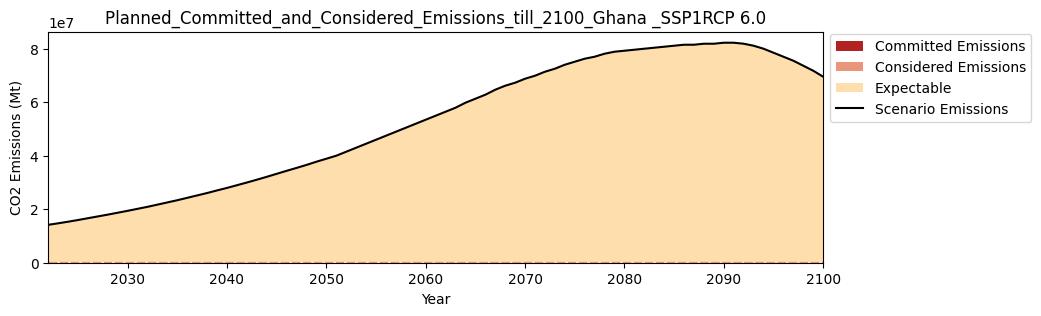 Planned_Committed_and_Considered_Emissions_till_2100_Ghana _SSP1RCP 6.0
1e7
8
6
4
2
0
CO2 Emissions (Mt)
2030 2040 2050 2060 2070 2080 2090 2100
Year
Committed Emissions
Considered Emissions
Expectable
Scenario Emissions